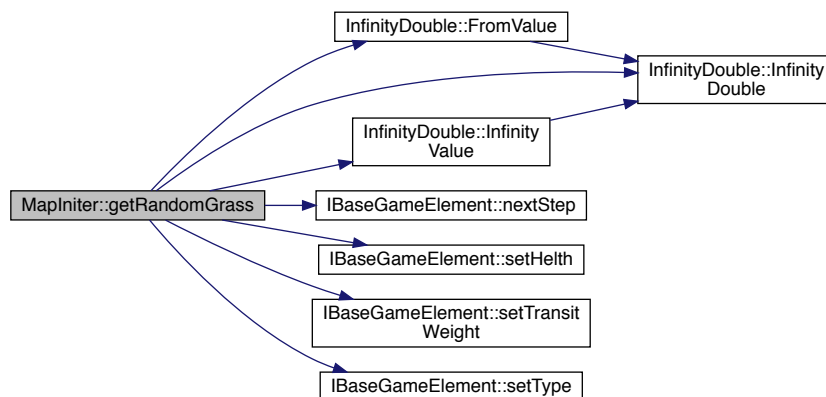 InfinityDouble::FromValue
InfinityDouble::Infinity
Double
InfinityDouble::Infinity
Value
MapIniter::getRandomGrass
IBaseGameElement::nextStep
IBaseGameElement::setHelth
IBaseGameElement::setTransit
Weight
IBaseGameElement::setType